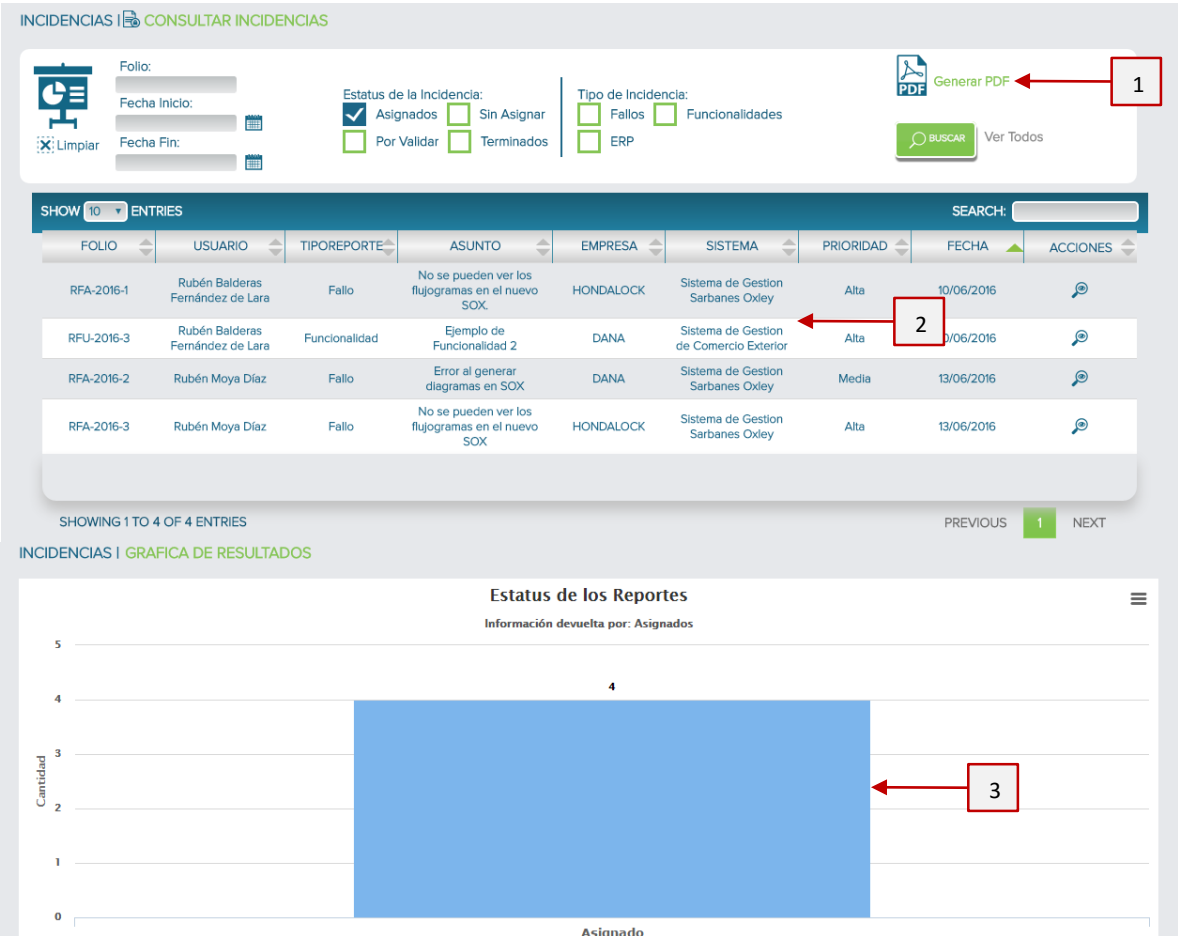 INCIDENCIAS | CONSULTAR INCIDENCIAS
Folio:
Fecha Inicio:
Fecha Fin:
Limpiar
Estatus de la Incidencia:
Asignados Sin Asignar
Por Validar Terminados
Tipo de Incidencia:
Fallos Funcionalidades
ERP
PDF Generar PDF
1
BUSCAR Ver Todos
SHOW 10 ENTRIES SEARCH:
FOLIO USUARIO TIPOREPORTE ASUNTO EMPRESA SISTEMA PRIORIDAD FECHA ACCIONES
RFA-2016-1 Rubén Balderas Fernández de Lara Fallo No se pueden ver los flujogramas en el nuevo SOX. HONDALOCK Sistema de Gestion Sarbanes Oxley Alta 10/06/2016
RFU-2016-3 Rubén Balderas Fernández de Lara Funcionalidad Ejemplo de Funcionalidad 2 DANA Sistema de Gestion de Comercio Exterior Alta 0/06/2016
2
RFA-2016-2 Rubén Moya Díaz Fallo Error al generar diagramas en SOX DANA Sistema de Gestion Sarbanes Oxley Media 13/06/2016
RFA-2016-3 Rubén Moya Díaz Fallo No se pueden ver los flujogramas en el nuevo SOX HONDALOCK Sistema de Gestion Sarbanes Oxley Alta 13/06/2016
SHOWING 1 TO 4 OF 4 ENTRIES PREVIOUS 1 NEXT
INCIDENCIAS | GRAFICA DE RESULTADOS
Estatus de los Reportes
Información devuelta por: Asignados
5
4
3
2
1
0
Cantidad
4
3
Asignado